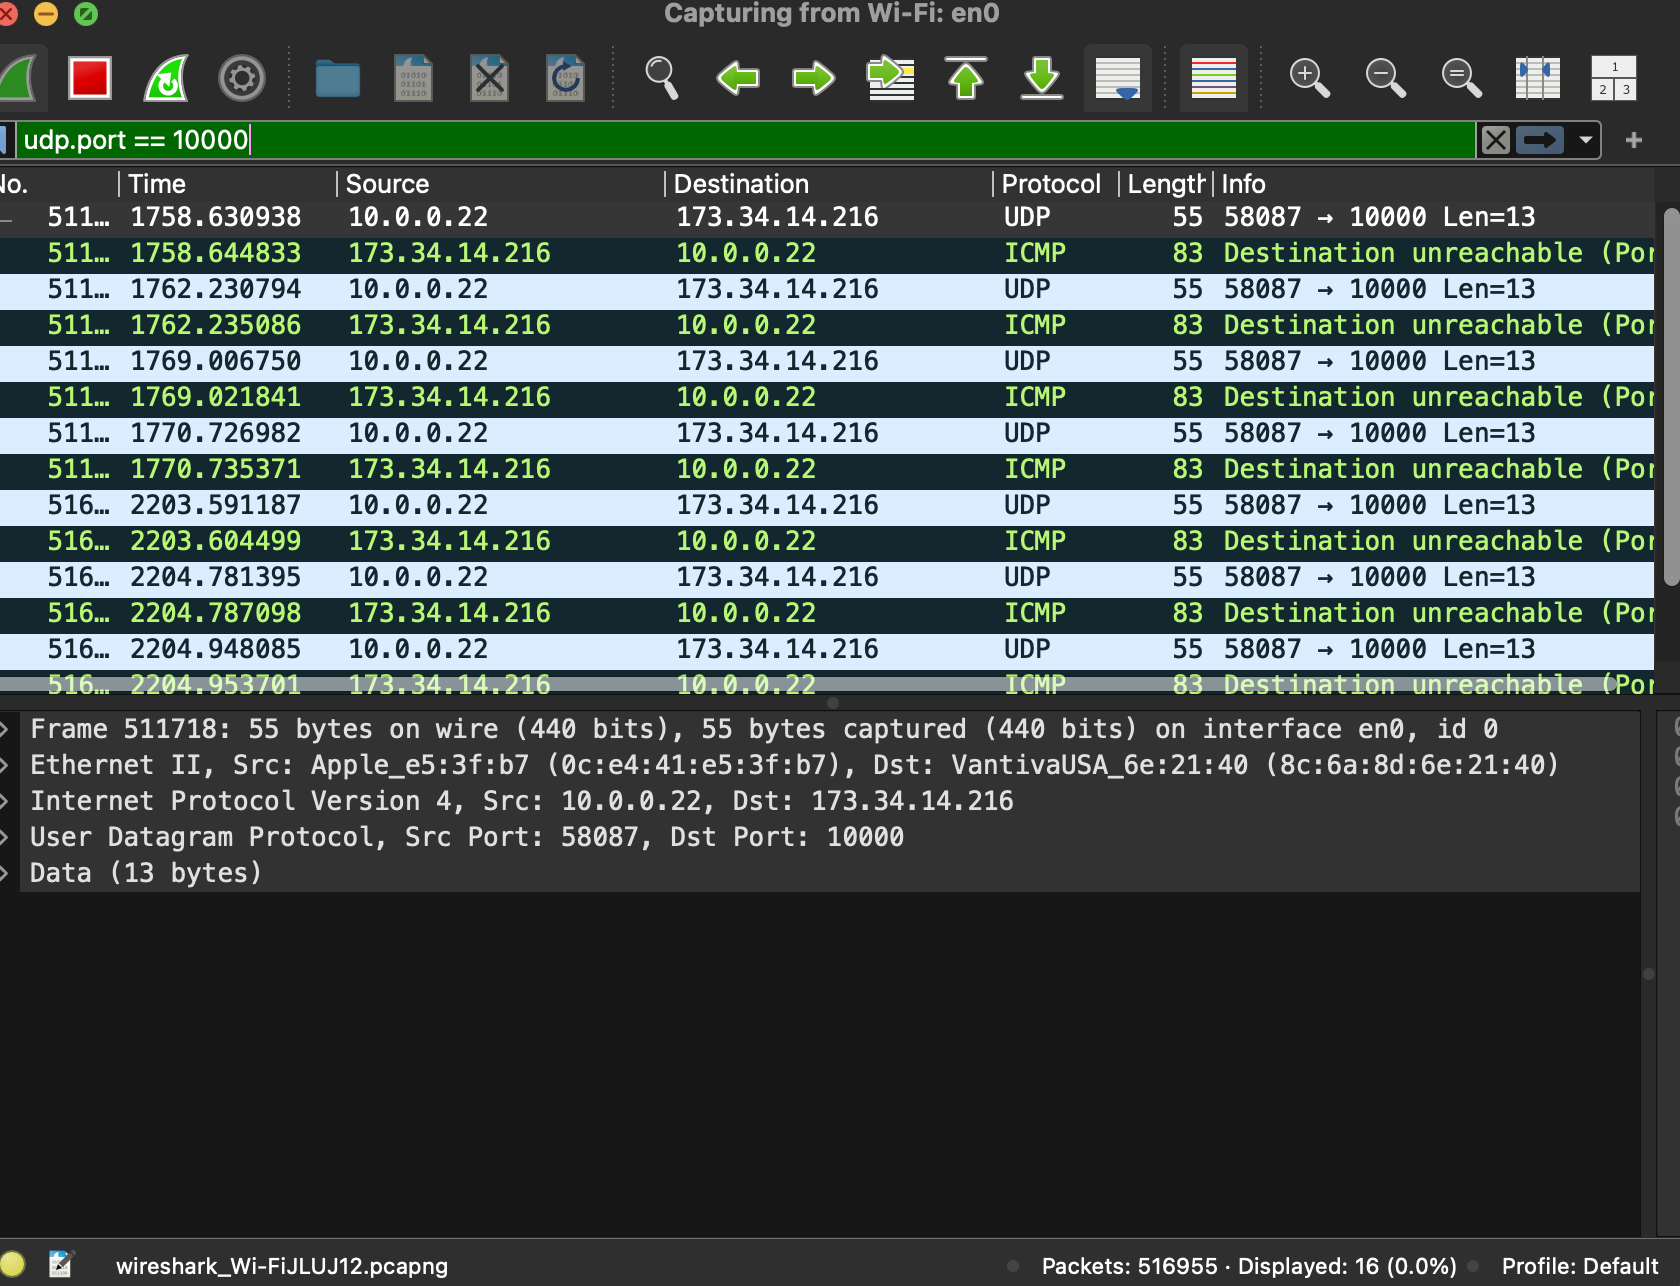 Capturing from Wi-Fi: en0
1
2 3
udp.port == 10000
No. Time Source Destination Protocol Length Info
511… 1758.630938 10.0.0.22 173.34.14.216 UDP 55 58087 → 10000 Len=13
511… 1758.644833 173.34.14.216 10.0.0.22 ICMP 83 Destination unreachable (Por
511… 1762.230794 10.0.0.22 173.34.14.216 UDP 55 58087 → 10000 Len=13
511… 1762.235086 173.34.14.216 10.0.0.22 ICMP 83 Destination unreachable (Por
511… 1769.006750 10.0.0.22 173.34.14.216 UDP 55 58087 → 10000 Len=13
511… 1769.021841 173.34.14.216 10.0.0.22 ICMP 83 Destination unreachable (Por
511… 1770.726982 10.0.0.22 173.34.14.216 UDP 55 58087 → 10000 Len=13
511… 1770.735371 173.34.14.216 10.0.0.22 ICMP 83 Destination unreachable (Por
516… 2203.591187 10.0.0.22 173.34.14.216 UDP 55 58087 → 10000 Len=13
516… 2203.604499 173.34.14.216 10.0.0.22 ICMP 83 Destination unreachable (Por
516… 2204.781395 10.0.0.22 173.34.14.216 UDP 55 58087 → 10000 Len=13
516… 2204.787098 173.34.14.216 10.0.0.22 ICMP 83 Destination unreachable (Por
516… 2204.948085 10.0.0.22 173.34.14.216 UDP 55 58087 → 10000 Len=13
516… 2204.953701 173.34.14.216 10.0.0.22 ICMP 83 Destination unreachable (Por
Frame 511718: 55 bytes on wire (440 bits), 55 bytes captured (440 bits) on interface en0, id 0
Ethernet II, Src: Apple_e5:3f:b7 (0c:e4:41:e5:3f:b7), Dst: VantivaUSA_6e:21:40 (8c:6a:8d:6e:21:40)
Internet Protocol Version 4, Src: 10.0.0.22, Dst: 173.34.14.216
User Datagram Protocol, Src Port: 58087, Dst Port: 10000
Data (13 bytes)
wireshark_Wi-FiJLUJ12.pcapng
Packets: 516955 · Displayed: 16 (0.0%)
Profile: Default